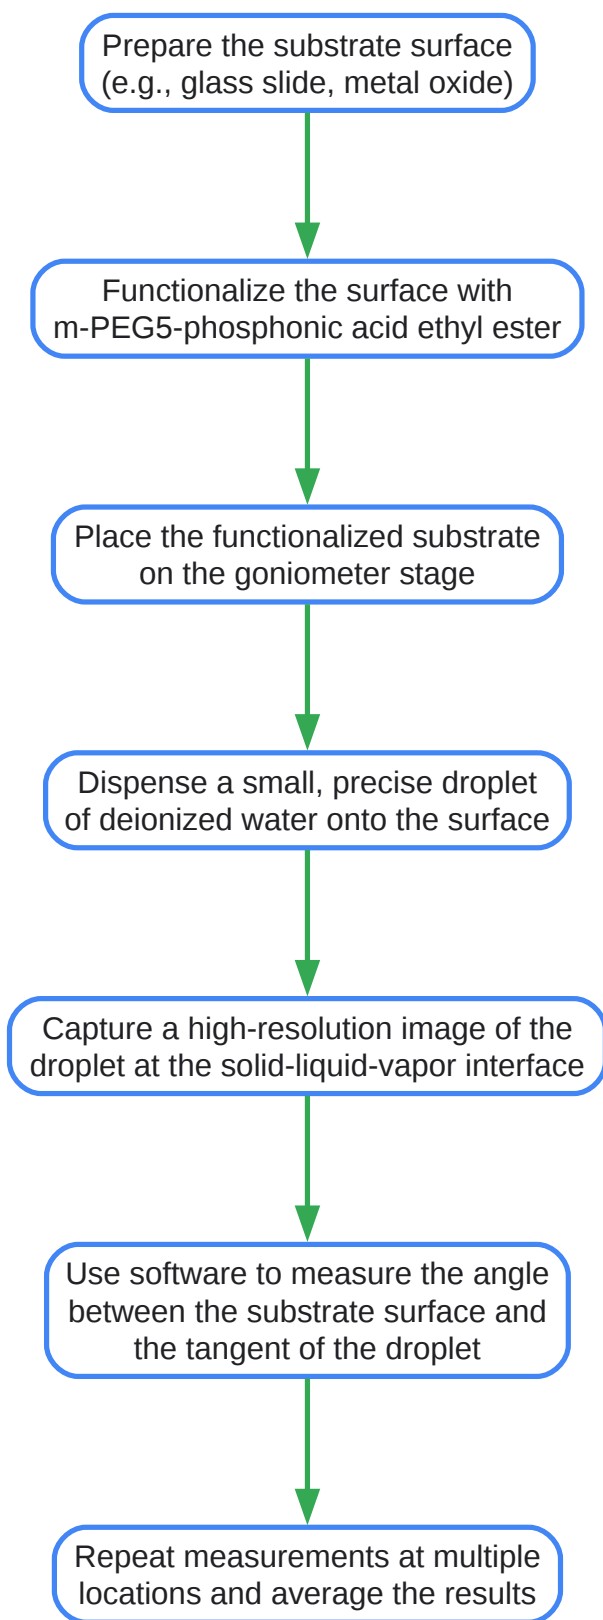 Prepare the substrate surface
(e.g., glass slide, metal oxide)
Functionalize the surface with
m-PEG5-phosphonic acid ethyl ester
Place the functionalized substrate
on the goniometer stage
Dispense a small, precise droplet
of deionized water onto the surface
Capture a high-resolution image of the
droplet at the solid-liquid-vapor interface
Use software to measure the angle
between the substrate surface and
the tangent of the droplet
Repeat measurements at multiple
locations and average the results